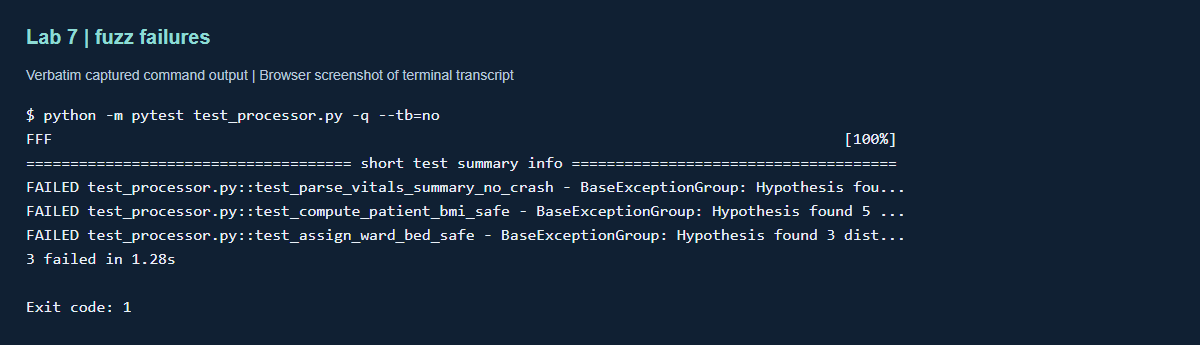 Lab 7 | fuzz failures
Verbatim captured command output | Browser screenshot of terminal transcript
$ python -m pytest test_processor.py -q --tb=no
FFF [100%]
===================================== short test summary info =====================================
FAILED test_processor.py::test_parse_vitals_summary_no_crash - BaseExceptionGroup: Hypothesis fou...
FAILED test_processor.py::test_compute_patient_bmi_safe - BaseExceptionGroup: Hypothesis found 5 ...
FAILED test_processor.py::test_assign_ward_bed_safe - BaseExceptionGroup: Hypothesis found 3 dist...
3 failed in 1.28s
Exit code: 1